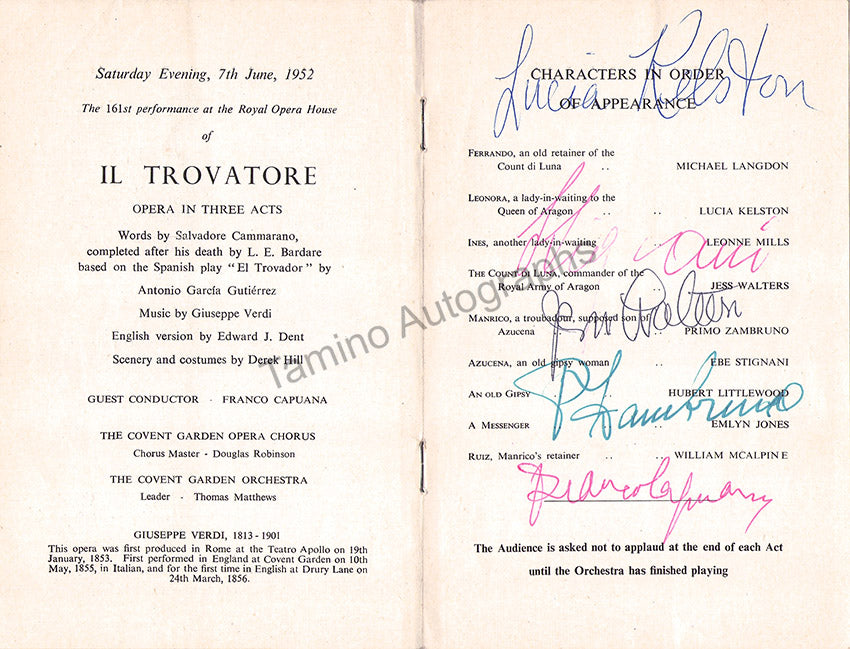 Saturday Evening, 7th June, 1952
The 161st performance at the Royal Opera House
of
IL TROVATORE
OPERA IN THREE ACTS
Words by Salvadore Cammarano,
completed after his death by L. E. Bardare
based on the Spanish play "El Trovador" by
Antonio García Gutiérrez
Music by Giuseppe Verdi
English version by Edward J. Dent
Scenery and costumes by Derek Hill
GUEST CONDUCTOR · FRANCO CAPUANA
THE COVENT GARDEN OPERA CHORUS
Chorus Master - Douglas Robinson
THE COVENT GARDEN ORCHESTRA
Leader - Thomas Matthews
GIUSEPPE VERDI, 1813 - 1901
This opera was first produced in Rome at the Teatro Apollo on 19th
January, 1853. First performed in England at Covent Garden on 10th
May, 1855, in Italian, and for the first time in English at Drury Lane on
24th March, 1856.
Lucia Kelston
CHARACTERS IN ORDER
OF APPEARANCE
FERRANDO, an old retainer of the
Count di Luna .. .. MICHAEL LANGDON
LEONORA, a lady-in-waiting to the
Queen of Aragon .. .. LUCIA KELSTON
INES, another lady-in-waiting .. LEONNE MILLS
THE COUNT DI LUNA, commander of the
Royal Army of Aragon .. JESS WALTERS
Jess Walters
MANRICO, a troubadour, supposed son of
Azucena .. .. PRIMO ZAMBRUNO
AZUCENA, an old gipsy woman .. EBE STIGNANI
P Zambruno
AN OLD GIPSY .. .. HUBERT LITTLEWOOD
A MESSENGER .. .. EMLYN JONES
RUIZ, Manrico's retainer .. WILLIAM MCALPINE
Franco Capuana
The Audience is asked not to applaud at the end of each Act
until the Orchestra has finished playing
Tamino Autographs